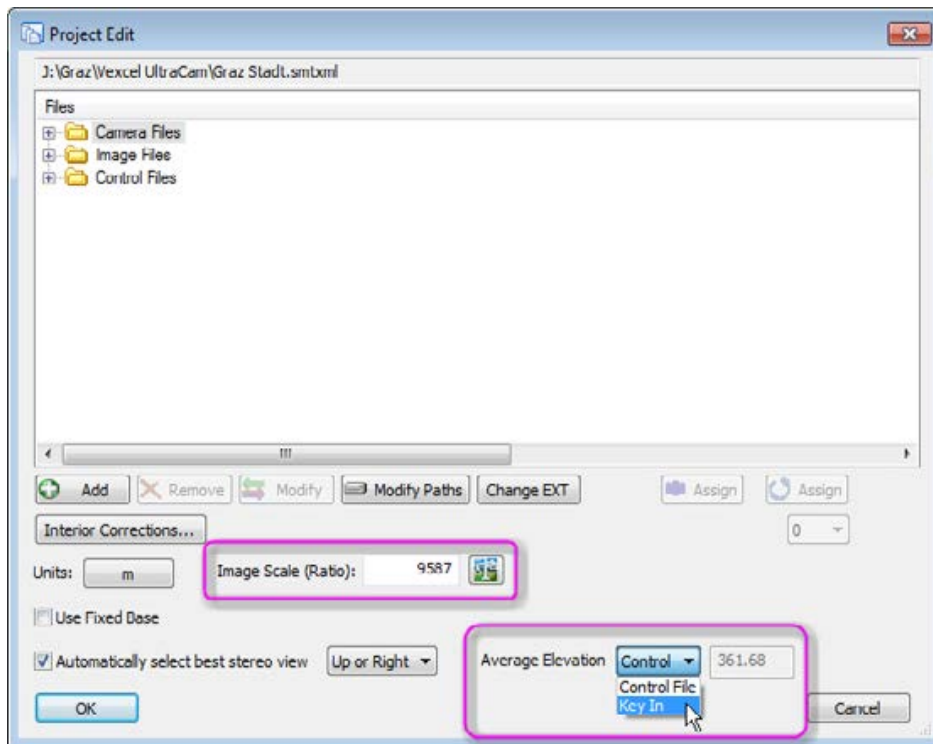 Project Edit
J:\Graz\Vexcel UltraCam\Graz Stadt.smtxml
Files
Camera Files
Image Files
Control Files
Add Remove Modify Modify Paths Change EXT Assign Assign
Interior Corrections... 0
Units: m Image Scale (Ratio): 9587
Use Fixed Base
Automatically select best stereo view Up or Right Average Elevation Control 361.68
Control File
Key In
OK Cancel